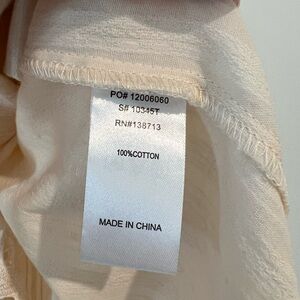 PO# 12006060
S# 10345T
RN#138713
100%COTTON
MADE IN CHINA